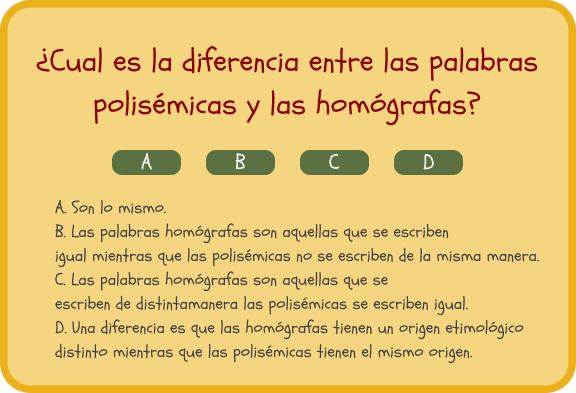 ¿Cual es la diferencia entre las palabras
polisémicas y las homógrafas?
A B C D
A. Son lo mismo.
B. Las palabras homógrafas son aquellas que se escriben
igual mientras que las polisémicas no se escriben de la misma manera.
C. Las palabras homógrafas son aquellas que se
escriben de distintamanera las polisémicas se escriben igual.
D. Una diferencia es que las homógrafas tienen un origen etimológico
distinto mientras que las polisémicas tienen el mismo origen.